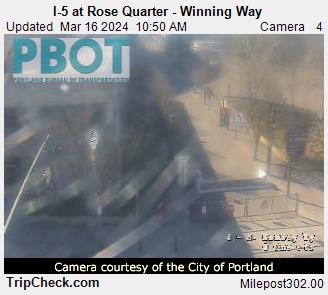 I-5 at Rose Quarter - Winning Way
Updated Mar 16 2024 10:50 AM Camera 4
PBOT
PORTLAND BUREAU OF TRANSPORTATION
Camera courtesy of the City of Portland
TripCheck.com Milepost302.00